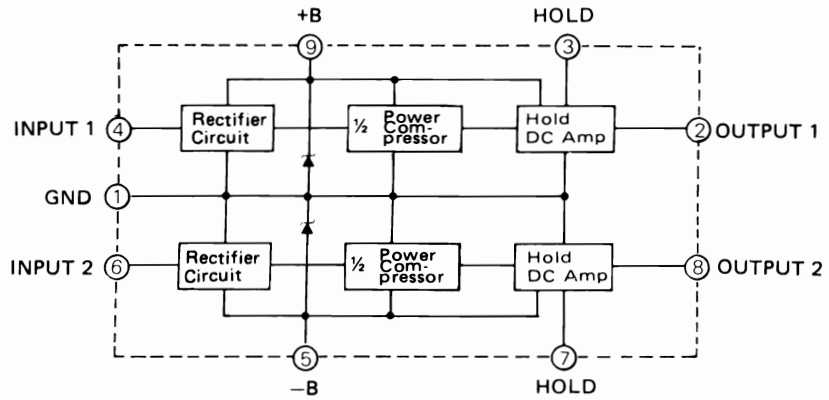 +B
HOLD
9
3
INPUT 1
4
Rectifier
Circuit
½
Power
Com-
pressor
Hold
DC Amp
2
OUTPUT 1
GND
1
INPUT 2
6
Rectifier
Circuit
½
Power
Com-
pressor
Hold
DC Amp
8
OUTPUT 2
5
7
−B
HOLD